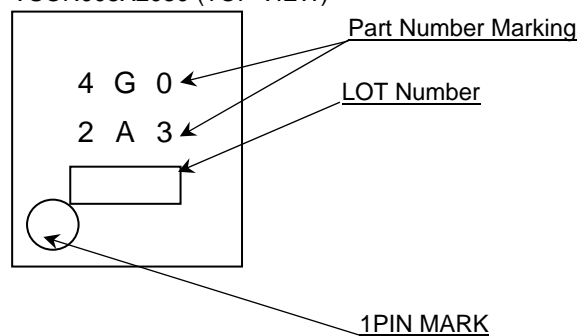 Part Number Marking
4 G 0
LOT Number
2 A 3
1PIN MARK